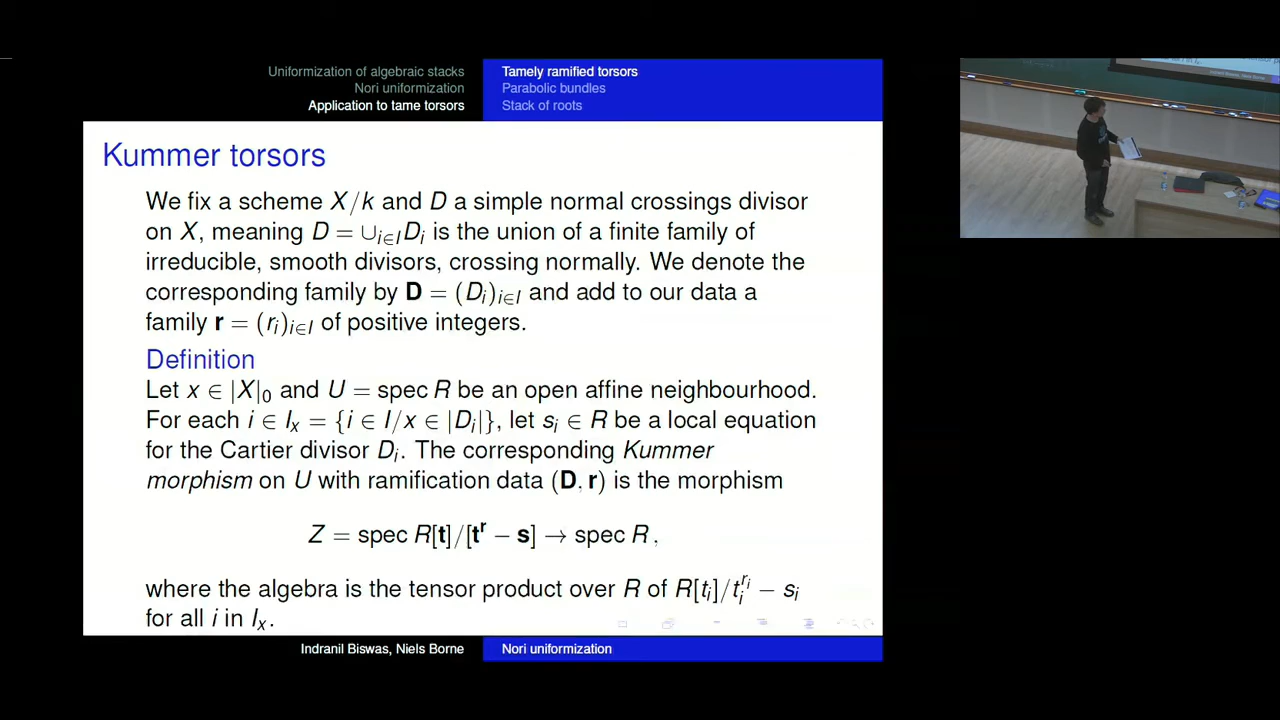 Uniformization of algebraic stacks
Nori uniformization
Application to tame torsors
Tamely ramified torsors
Parabolic bundles
Stack of roots
Kummer torsors
We fix a scheme X/k and D a simple normal crossings divisor
on X, meaning D = ∪_{i∈I}D_i is the union of a finite family of
irreducible, smooth divisors, crossing normally. We denote the
corresponding family by D = (D_i)_{i∈I} and add to our data a
family r = (r_i)_{i∈I} of positive integers.
Definition
Let x ∈ |X|_0 and U = spec R be an open affine neighbourhood.
For each i ∈ I_x = {i ∈ I/x ∈ |D_i|}, let s_i ∈ R be a local equation
for the Cartier divisor D_i. The corresponding Kummer
morphism on U with ramification data (D, r) is the morphism
Z = spec R[t]/[t^r − s] → spec R ,
where the algebra is the tensor product over R of R[t_i]/t_i^{r_i} − s_i
for all i in I_x.
Indranil Biswas, Niels Borne
Nori uniformization